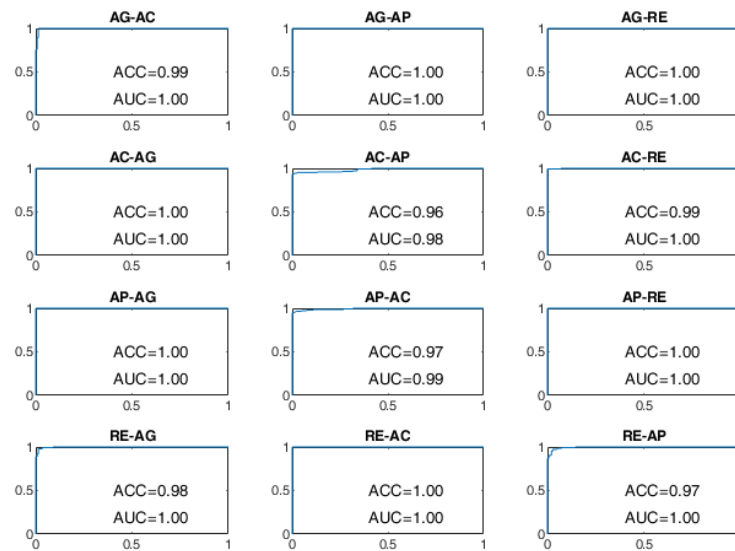 AG-AC AG-AP AG-RE
1 1 1
0.5 ACC=0.99 0.5 ACC=1.00 0.5 ACC=1.00
AUC=1.00 AUC=1.00 AUC=1.00
0 0 0
0 0.5 1 0 0.5 1 0 0.5
AC-AG AC-AP AC-RE
1 1 1
0.5 ACC=1.00 0.5 ACC=0.96 0.5 ACC=0.99
AUC=1.00 AUC=0.98 AUC=1.00
0 0 0
0 0.5 1 0 0.5 1 0 0.5
AP-AG AP-AC AP-RE
1 1 1
0.5 ACC=1.00 0.5 ACC=0.97 0.5 ACC=1.00
AUC=1.00 AUC=0.99 AUC=1.00
0 0 0
0 0.5 1 0 0.5 1 0 0.5
RE-AG RE-AC RE-AP
1 1 1
0.5 ACC=0.98 0.5 ACC=1.00 0.5 ACC=0.97
AUC=1.00 AUC=1.00 AUC=1.00
0 0 0
0 0.5 1 0 0.5 1 0 0.5